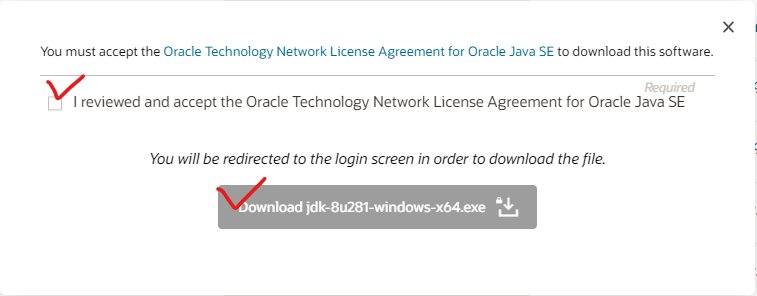 You must accept the Oracle Technology Network License Agreement for Oracle Java SE to download this software.
Required
I reviewed and accept the Oracle Technology Network License Agreement for Oracle Java SE
You will be redirected to the login screen in order to download the file.
Download jdk-8u281-windows-x64.exe